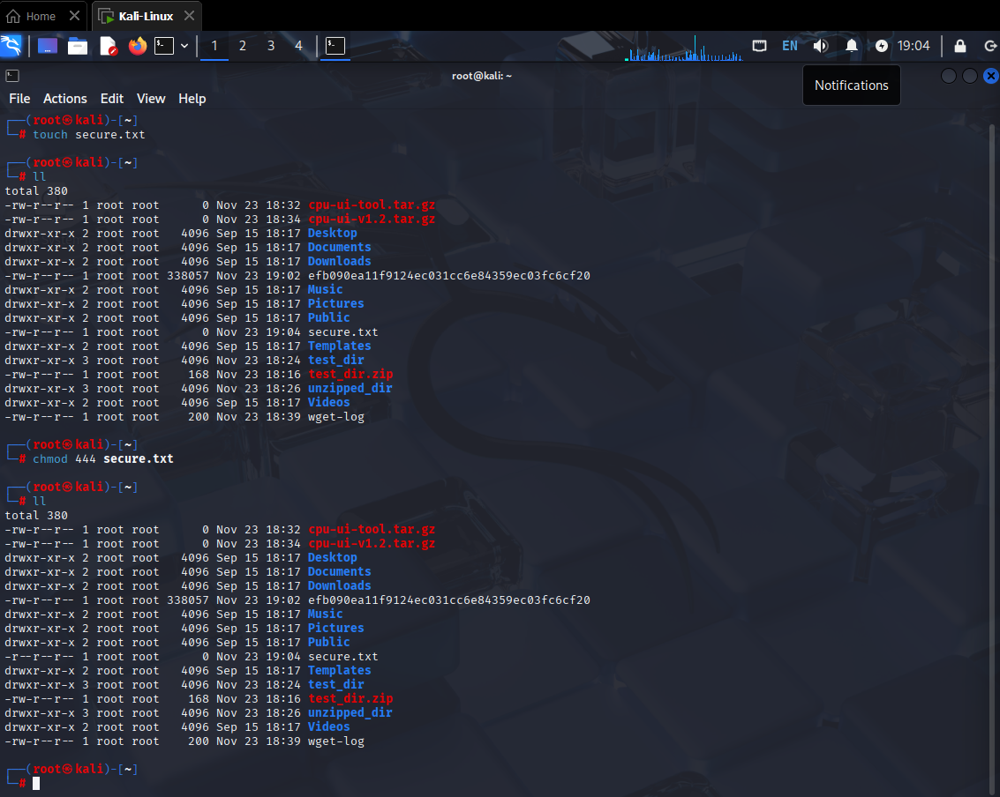 Home
Kali-Linux
1 2 3 4 EN 19:04
root@kali: ~
Notifications
File Actions Edit View Help
┌──(root㉿kali)-[~]
└─# touch secure.txt
┌──(root㉿kali)-[~]
└─# ll
total 380
-rw-r--r-- 1 root root      0 Nov 23 18:32 cpu-ui-tool.tar.gz
-rw-r--r-- 1 root root      0 Nov 23 18:34 cpu-ui-v1.2.tar.gz
drwxr-xr-x 2 root root   4096 Sep 15 18:17 Desktop
drwxr-xr-x 2 root root   4096 Sep 15 18:17 Documents
drwxr-xr-x 2 root root   4096 Sep 15 18:17 Downloads
-rw-r--r-- 1 root root 338057 Nov 23 19:02 efb090ea11f9124ec031cc6e84359ec03fc6cf20
drwxr-xr-x 2 root root   4096 Sep 15 18:17 Music
drwxr-xr-x 2 root root   4096 Sep 15 18:17 Pictures
drwxr-xr-x 2 root root   4096 Sep 15 18:17 Public
-rw-r--r-- 1 root root      0 Nov 23 19:04 secure.txt
drwxr-xr-x 2 root root   4096 Sep 15 18:17 Templates
drwxr-xr-x 3 root root   4096 Nov 23 18:24 test_dir
-rw-r--r-- 1 root root    168 Nov 23 18:16 test_dir.zip
drwxr-xr-x 3 root root   4096 Nov 23 18:26 unzipped_dir
drwxr-xr-x 2 root root   4096 Sep 15 18:17 Videos
-rw-r--r-- 1 root root    200 Nov 23 18:39 wget-log
┌──(root㉿kali)-[~]
└─# chmod 444 secure.txt
┌──(root㉿kali)-[~]
└─# ll
total 380
-rw-r--r-- 1 root root      0 Nov 23 18:32 cpu-ui-tool.tar.gz
-rw-r--r-- 1 root root      0 Nov 23 18:34 cpu-ui-v1.2.tar.gz
drwxr-xr-x 2 root root   4096 Sep 15 18:17 Desktop
drwxr-xr-x 2 root root   4096 Sep 15 18:17 Documents
drwxr-xr-x 2 root root   4096 Sep 15 18:17 Downloads
-rw-r--r-- 1 root root 338057 Nov 23 19:02 efb090ea11f9124ec031cc6e84359ec03fc6cf20
drwxr-xr-x 2 root root   4096 Sep 15 18:17 Music
drwxr-xr-x 2 root root   4096 Sep 15 18:17 Pictures
drwxr-xr-x 2 root root   4096 Sep 15 18:17 Public
-r--r--r-- 1 root root      0 Nov 23 19:04 secure.txt
drwxr-xr-x 2 root root   4096 Sep 15 18:17 Templates
drwxr-xr-x 3 root root   4096 Nov 23 18:24 test_dir
-rw-r--r-- 1 root root    168 Nov 23 18:16 test_dir.zip
drwxr-xr-x 3 root root   4096 Nov 23 18:26 unzipped_dir
drwxr-xr-x 2 root root   4096 Sep 15 18:17 Videos
-rw-r--r-- 1 root root    200 Nov 23 18:39 wget-log
┌──(root㉿kali)-[~]
└─#